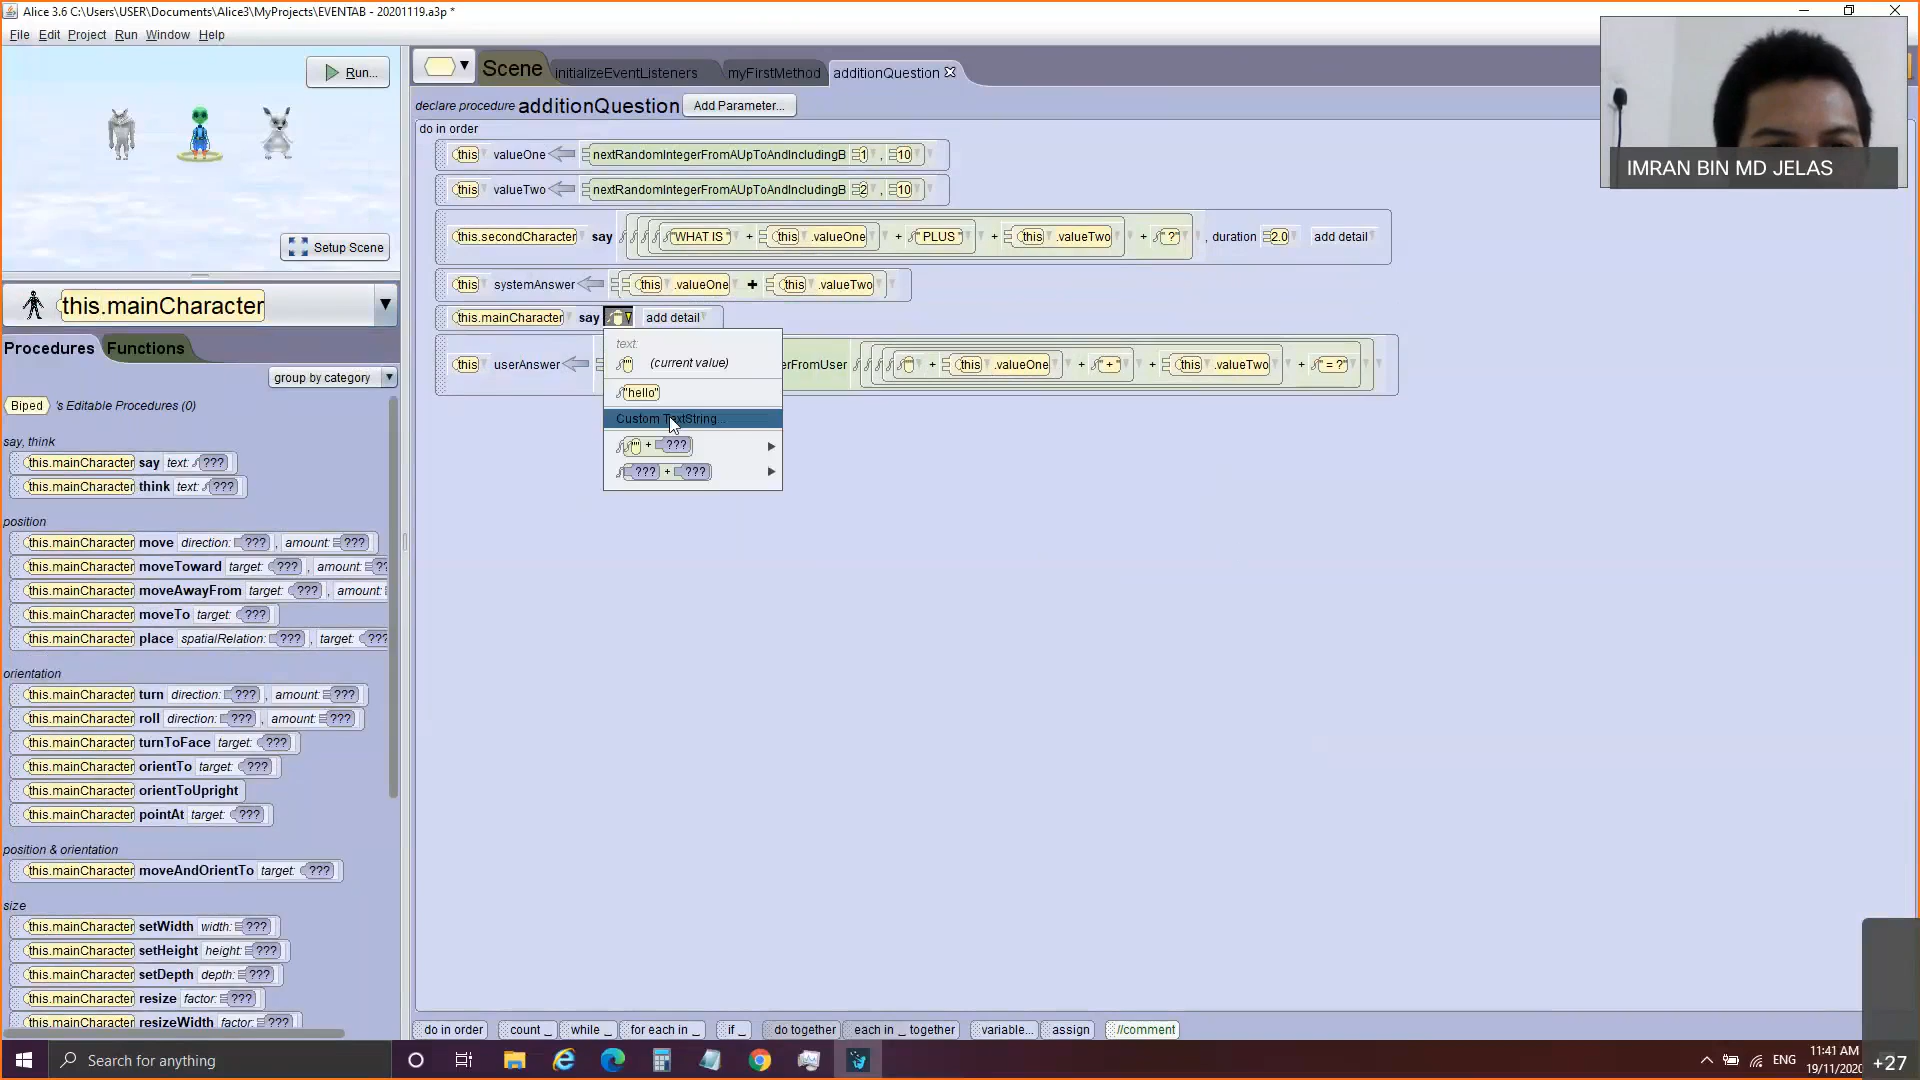 Alice 3.6 C:\Users\USER\Documents\Alice3\MyProjects\EVENTAB - 20201119.a3p *
File Edit Project Run Window Help
Run...
Setup Scene
this.mainCharacter
Procedures Functions
group by category
Biped 's Editable Procedures (0)
say, think
this.mainCharacter say text: ???
this.mainCharacter think text: ???
position
this.mainCharacter move direction: ??? , amount: ???
this.mainCharacter moveToward target: ??? , amount: ??
this.mainCharacter moveAwayFrom target: ??? , amount:
this.mainCharacter moveTo target: ???
this.mainCharacter place spatialRelation: ??? , target: ???
orientation
this.mainCharacter turn direction: ??? , amount: ???
this.mainCharacter roll direction: ??? , amount: ???
this.mainCharacter turnToFace target: ???
this.mainCharacter orientTo target: ???
this.mainCharacter orientToUpright
this.mainCharacter pointAt target: ???
position & orientation
this.mainCharacter moveAndOrientTo target: ???
size
this.mainCharacter setWidth width: ???
this.mainCharacter setHeight height: ???
this.mainCharacter setDepth depth: ???
this.mainCharacter resize factor: ???
this.mainCharacter resizeWidth factor: ???
Scene initializeEventListeners myFirstMethod additionQuestion
declare procedure additionQuestion Add Parameter...
do in order
this valueOne nextRandomIntegerFromAUpToAndIncludingB 1 , 10
this valueTwo nextRandomIntegerFromAUpToAndIncludingB 2 , 10
this.secondCharacter say "WHAT IS " + this .valueOne + " PLUS " + this .valueTwo + " ?" , duration 2.0 add detail
this systemAnswer this .valueOne + this .valueTwo
this.mainCharacter say "" add detail
this userAnswer erFromUser "" + this .valueOne + " + " + this .valueTwo + " = ?"
text:
"" (current value)
"hello"
Custom TextString...
"" + ???
??? + ???
do in order count _ while _ for each in _ if _ do together each in _ together variable... assign //comment
IMRAN BIN MD JELAS
Search for anything
ENG
11:41 AM
19/11/2020
+27